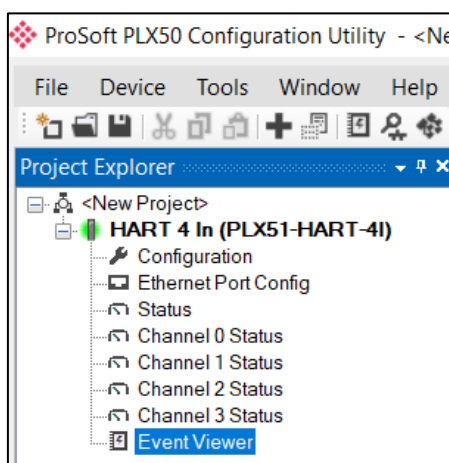 ProSoft PLX50 Configuration Utility - <Ne
File Device Tools Window Help
Project Explorer
<New Project>
HART 4 In (PLX51-HART-4I)
Configuration
Ethernet Port Config
Status
Channel 0 Status
Channel 1 Status
Channel 2 Status
Channel 3 Status
Event Viewer